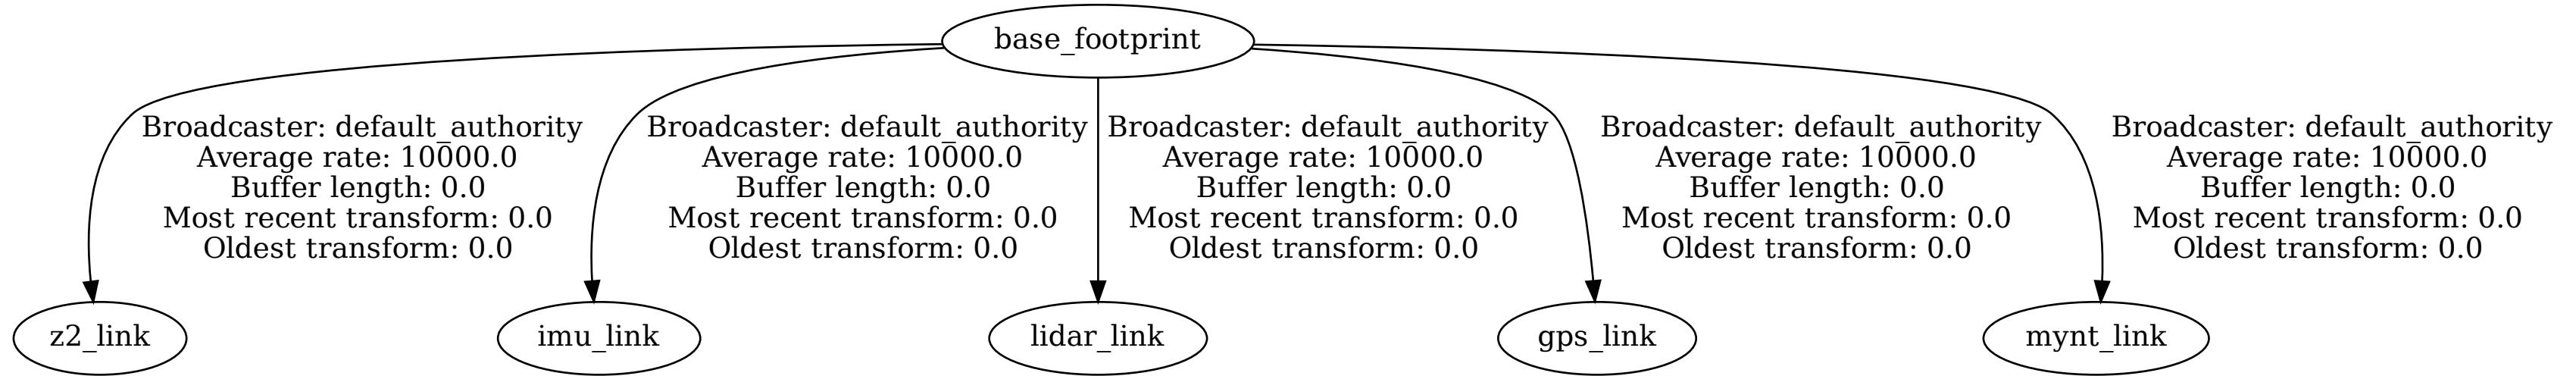 base_footprint
Broadcaster: default_authority
Average rate: 10000.0
Buffer length: 0.0
Most recent transform: 0.0
Oldest transform: 0.0
Broadcaster: default_authority
Average rate: 10000.0
Buffer length: 0.0
Most recent transform: 0.0
Oldest transform: 0.0
Broadcaster: default_authority
Average rate: 10000.0
Buffer length: 0.0
Most recent transform: 0.0
Oldest transform: 0.0
Broadcaster: default_authority
Average rate: 10000.0
Buffer length: 0.0
Most recent transform: 0.0
Oldest transform: 0.0
Broadcaster: default_authority
Average rate: 10000.0
Buffer length: 0.0
Most recent transform: 0.0
Oldest transform: 0.0
z2_link
imu_link
lidar_link
gps_link
mynt_link